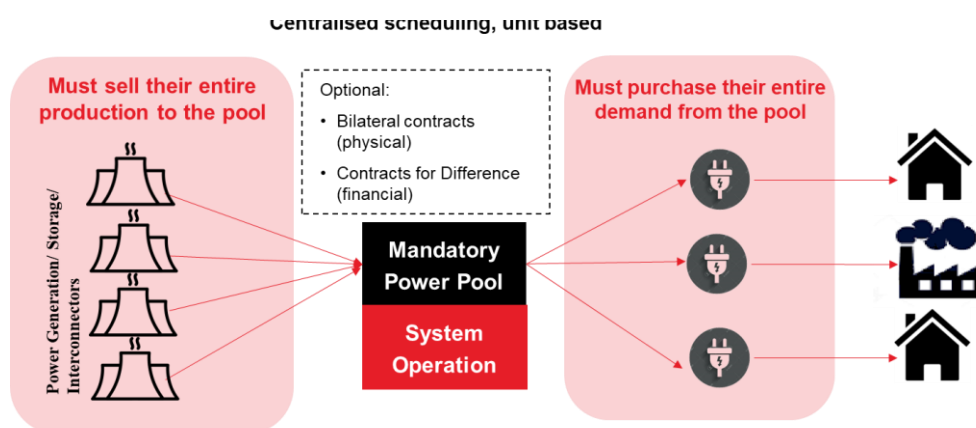 Centralised scheduling, unit based
Must sell their entire
production to the pool
Optional:
• Bilateral contracts
(physical)
• Contracts for Difference
(financial)
Must purchase their entire
demand from the pool
Power Generation/ Storage/
Interconnectors
Mandatory
Power Pool
System
Operation